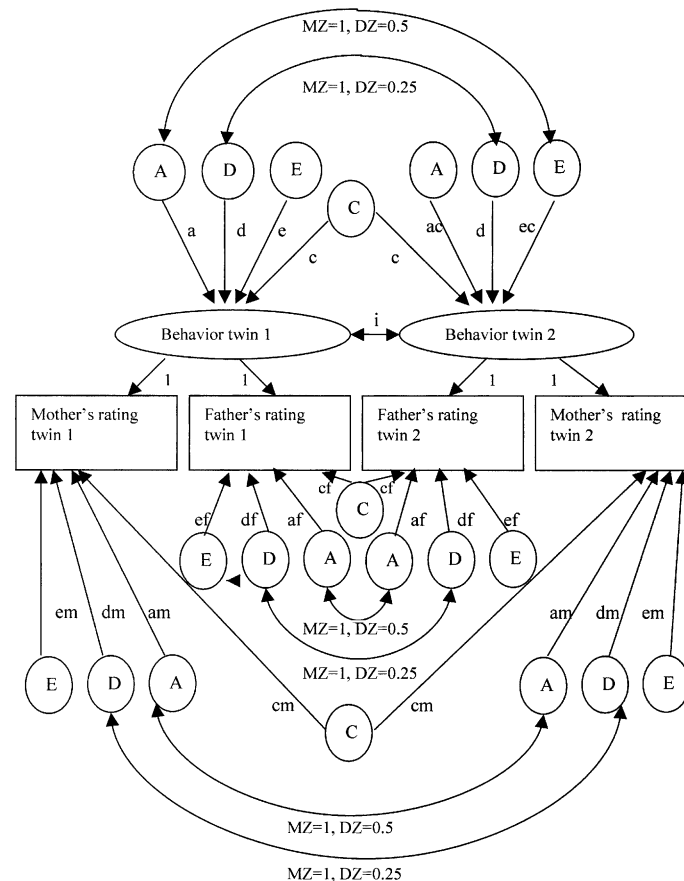 MZ=1, DZ=0.5
MZ=1, DZ=0.25
A D E A D E
C
a d e ac d ec
c c
Behavior twin 1 i Behavior twin 2
1 1 1 1
Mother's rating
twin 1
Father's rating
twin 1
Father's rating
twin 2
Mother's rating
twin 2
cf cf
C
ef df af af df ef
E D A A D E
MZ=1, DZ=0.5
MZ=1, DZ=0.25
em dm am am dm em
E D A A D E
cm cm
C
MZ=1, DZ=0.5
MZ=1, DZ=0.25